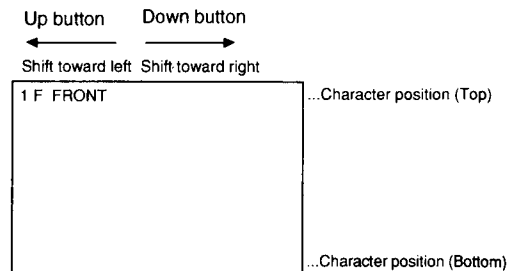 Up button Down button
Shift toward left Shift toward right
1 F FRONT ...Character position (Top)
...Character position (Bottom)